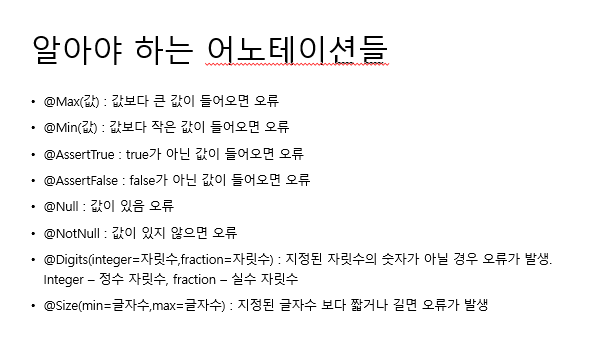 알아야 하는 어노테이션들
• @Max(값) : 값보다 큰 값이 들어오면 오류
• @Min(값) : 값보다 작은 값이 들어오면 오류
• @AssertTrue : true가 아닌 값이 들어오면 오류
• @AssertFalse : false가 아닌 값이 들어오면 오류
• @Null : 값이 있음 오류
• @NotNull : 값이 있지 않으면 오류
• @Digits(integer=자릿수,fraction=자릿수) : 지정된 자릿수의 숫자가 아닐 경우 오류가 발생.
Integer – 정수 자릿수, fraction – 실수 자릿수
• @Size(min=글자수,max=글자수) : 지정된 글자수 보다 짧거나 길면 오류가 발생